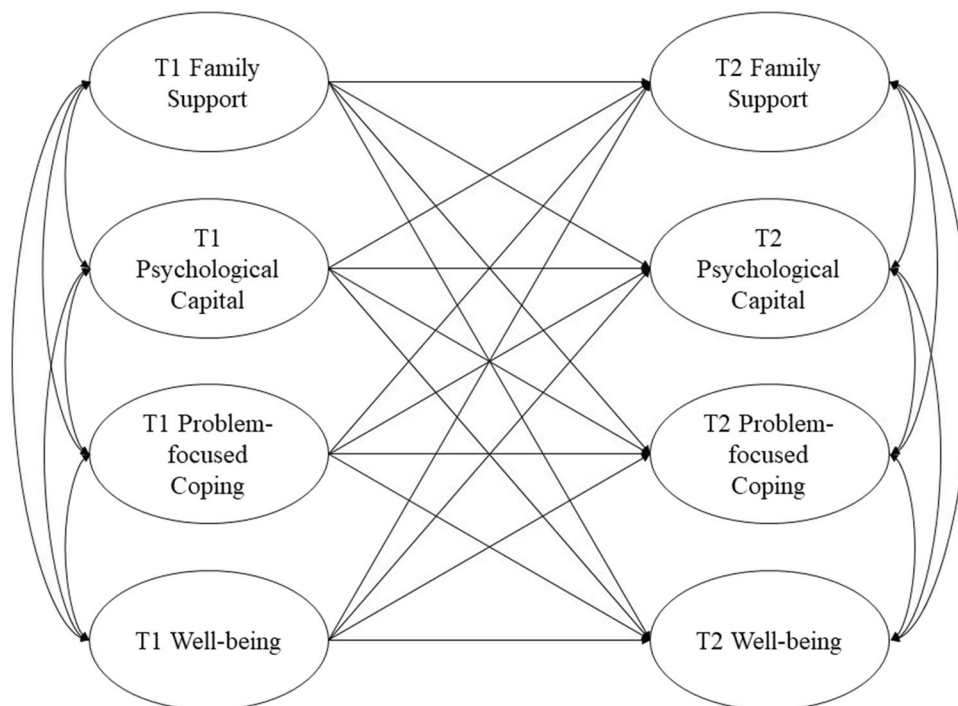 T1 Family
Support
T2 Family
Support
T1
Psychological
Capital
T2
Psychological
Capital
T1 Problem-
focused
Coping
T2 Problem-
focused
Coping
T1 Well-being
T2 Well-being